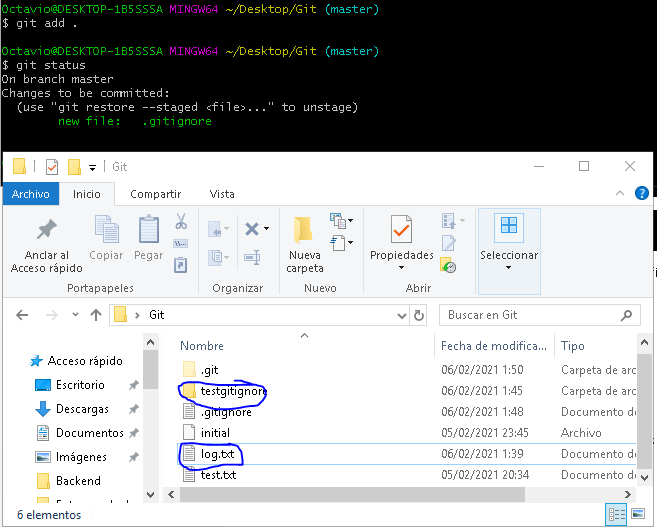 Octavio@DESKTOP-1B5SSSA MINGW64 ~/Desktop/Git (master)
$ git add .
Octavio@DESKTOP-1B5SSSA MINGW64 ~/Desktop/Git (master)
$ git status
On branch master
Changes to be committed:
(use "git restore --staged <file>..." to unstage)
new file: .gitignore
Git
Archivo Inicio Compartir Vista
Anclar al Acceso rápido
Copiar
Pegar
Nueva carpeta
Propiedades
Seleccionar
Portapapeles Organizar Nuevo Abrir
Git
Buscar en Git
Nombre Fecha de modifica... Tipo
Acceso rápido
Escritorio
Descargas
Documentos
Imágenes
Backend
.git 06/02/2021 1:50 Carpeta de arc
testgitignore 06/02/2021 1:45 Carpeta de arc
.gitignore 06/02/2021 1:48 Documento de
initial 05/02/2021 23:45 Archivo
log.txt 06/02/2021 1:39 Documento de
test.txt 05/02/2021 20:34 Documento de
6 elementos